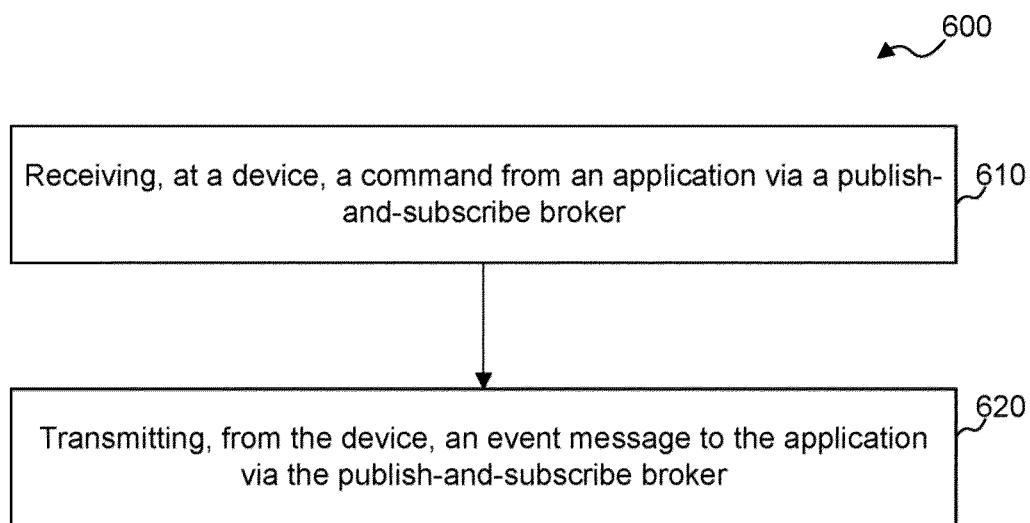 600
Receiving, at a device, a command from an application via a publish-
and-subscribe broker
610
Transmitting, from the device, an event message to the application
via the publish-and-subscribe broker
620